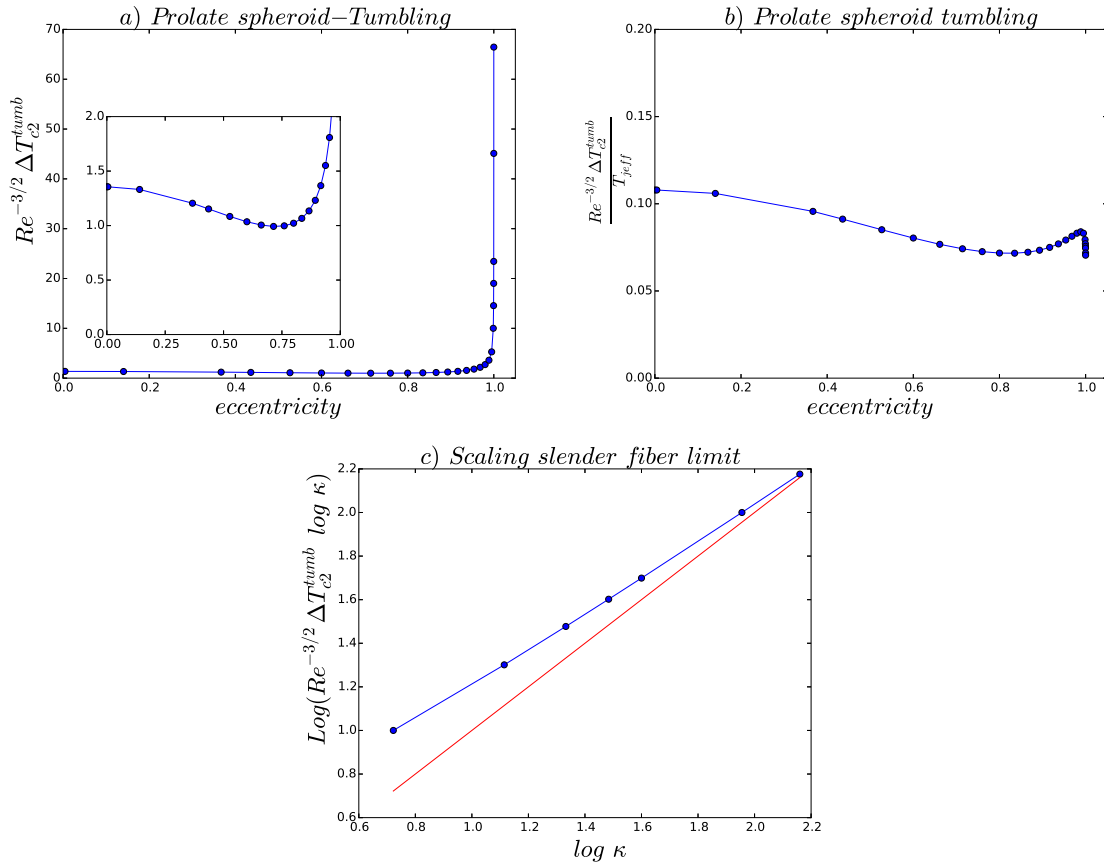 a) Prolate spheroid−Tumbling
70
60
50
40
30
20
10
0
Re^{−3/2} ΔT_{c2}^{tumb}
2.0
1.5
1.0
0.5
0.0
0.00 0.25 0.50 0.75 1.00
0.0 0.2 0.4 0.6 0.8 1.0
eccentricity
b) Prolate spheroid tumbling
0.20
0.15
0.10
0.05
0.00
Re^{−3/2} ΔT_{c2}^{tumb}
T_{jeff}
0.0 0.2 0.4 0.6 0.8 1.0
eccentricity
c) Scaling slender fiber limit
2.2
2.0
1.8
1.6
1.4
1.2
1.0
0.8
0.6
Log(Re^{−3/2} ΔT_{c2}^{tumb} log κ)
0.6 0.8 1.0 1.2 1.4 1.6 1.8 2.0 2.2
log κ